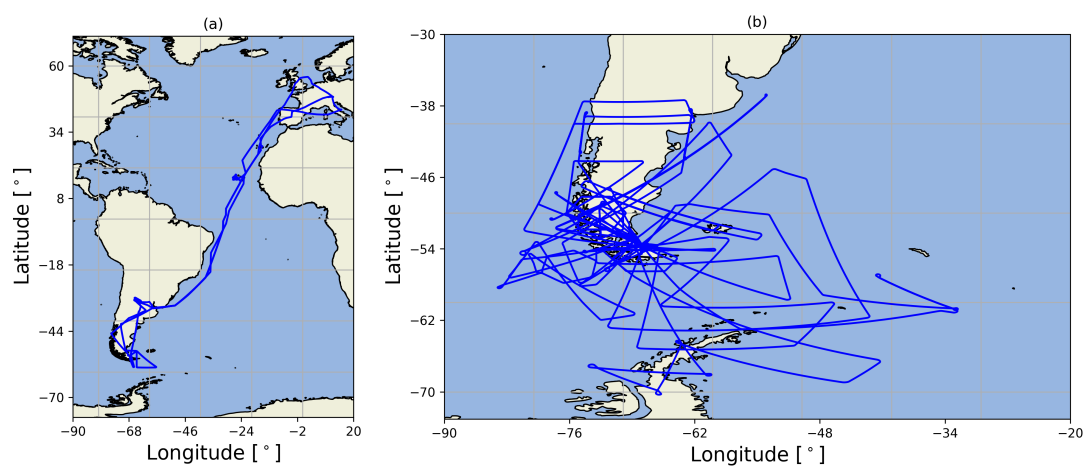 (a)
60
34
8
−18
−44
−70
Latitude [°]
−90 −68 −46 −24 −2 20
Longitude [°]
(b)
−30
−38
−46
−54
−62
−70
Latitude [°]
−90 −76 −62 −48 −34 −20
Longitude [°]